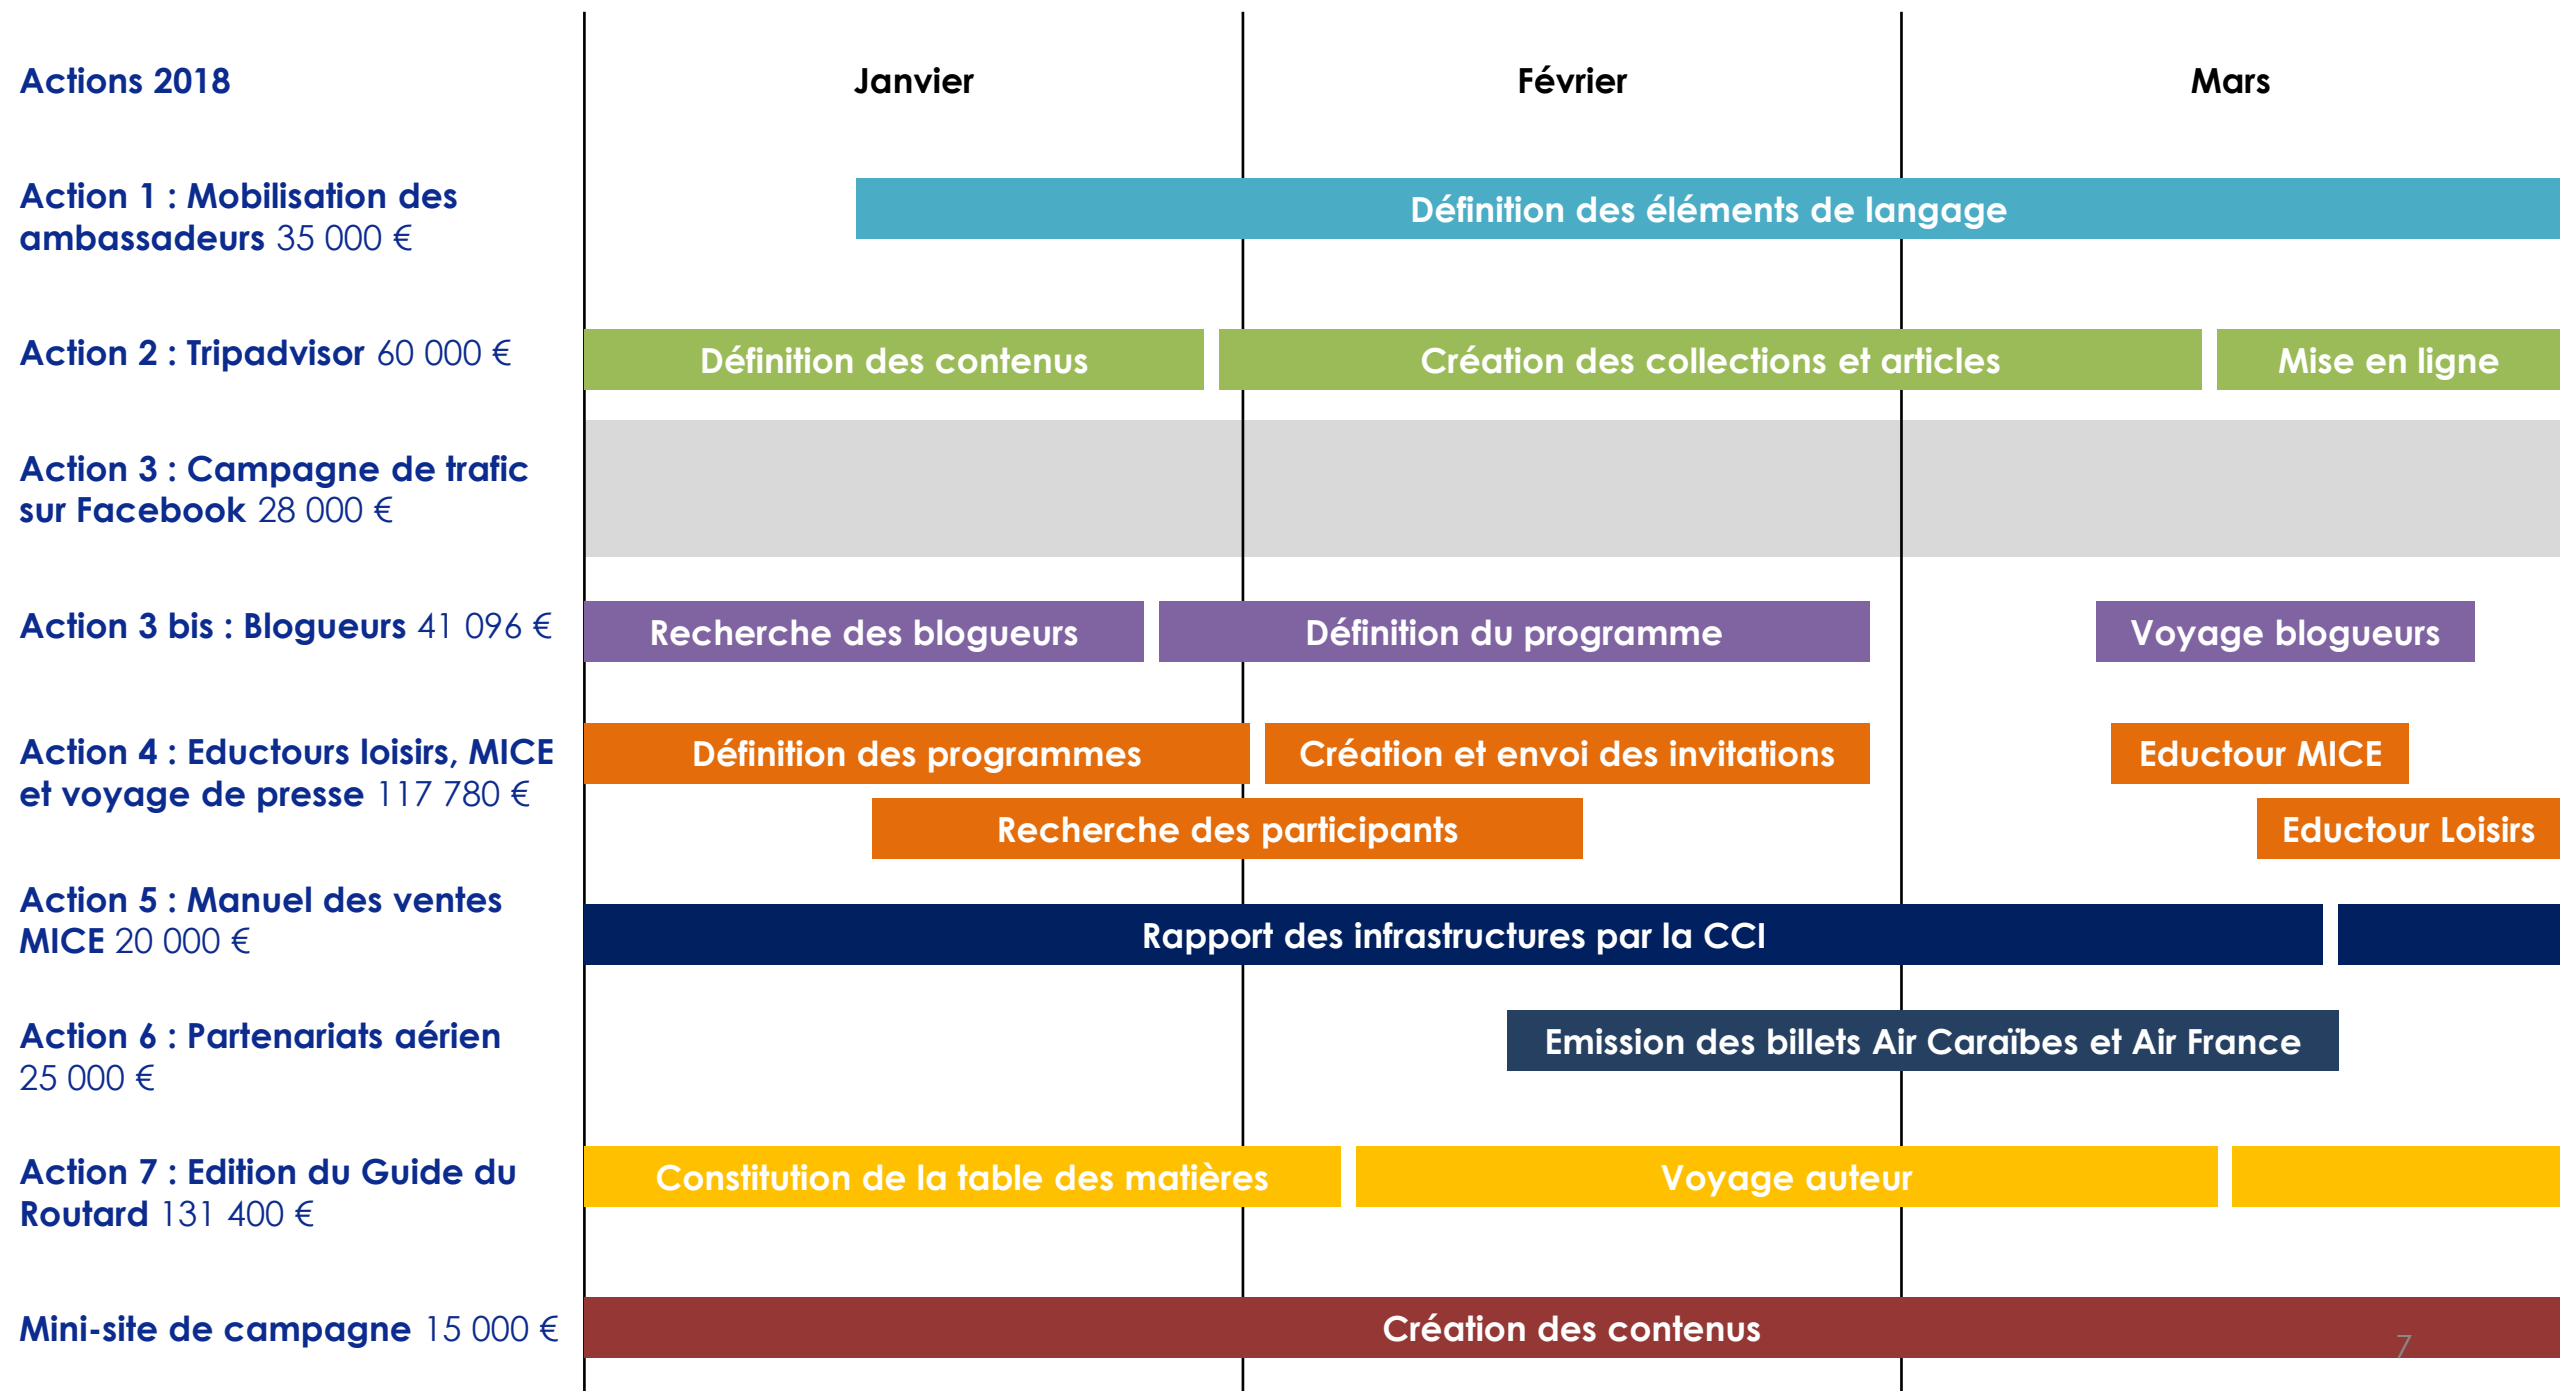 Actions 2018
Janvier
Février
Mars
Action 1 : Mobilisation des
ambassadeurs 35 000 €
Définition des éléments de langage
Action 2 : Tripadvisor 60 000 €
Définition des contenus
Création des collections et articles
Mise en ligne
Action 3 : Campagne de trafic
sur Facebook 28 000 €
Action 3 bis : Blogueurs 41 096 €
Recherche des blogueurs
Définition du programme
Voyage blogueurs
Action 4 : Eductours loisirs, MICE
et voyage de presse 117 780 €
Définition des programmes
Création et envoi des invitations
Eductour MICE
Recherche des participants
Eductour Loisirs
Action 5 : Manuel des ventes
MICE 20 000 €
Rapport des infrastructures par la CCI
Action 6 : Partenariats aérien
25 000 €
Emission des billets Air Caraïbes et Air France
Action 7 : Edition du Guide du
Routard 131 400 €
Constitution de la table des matières
Voyage auteur
Mini-site de campagne 15 000 €
Création des contenus
7